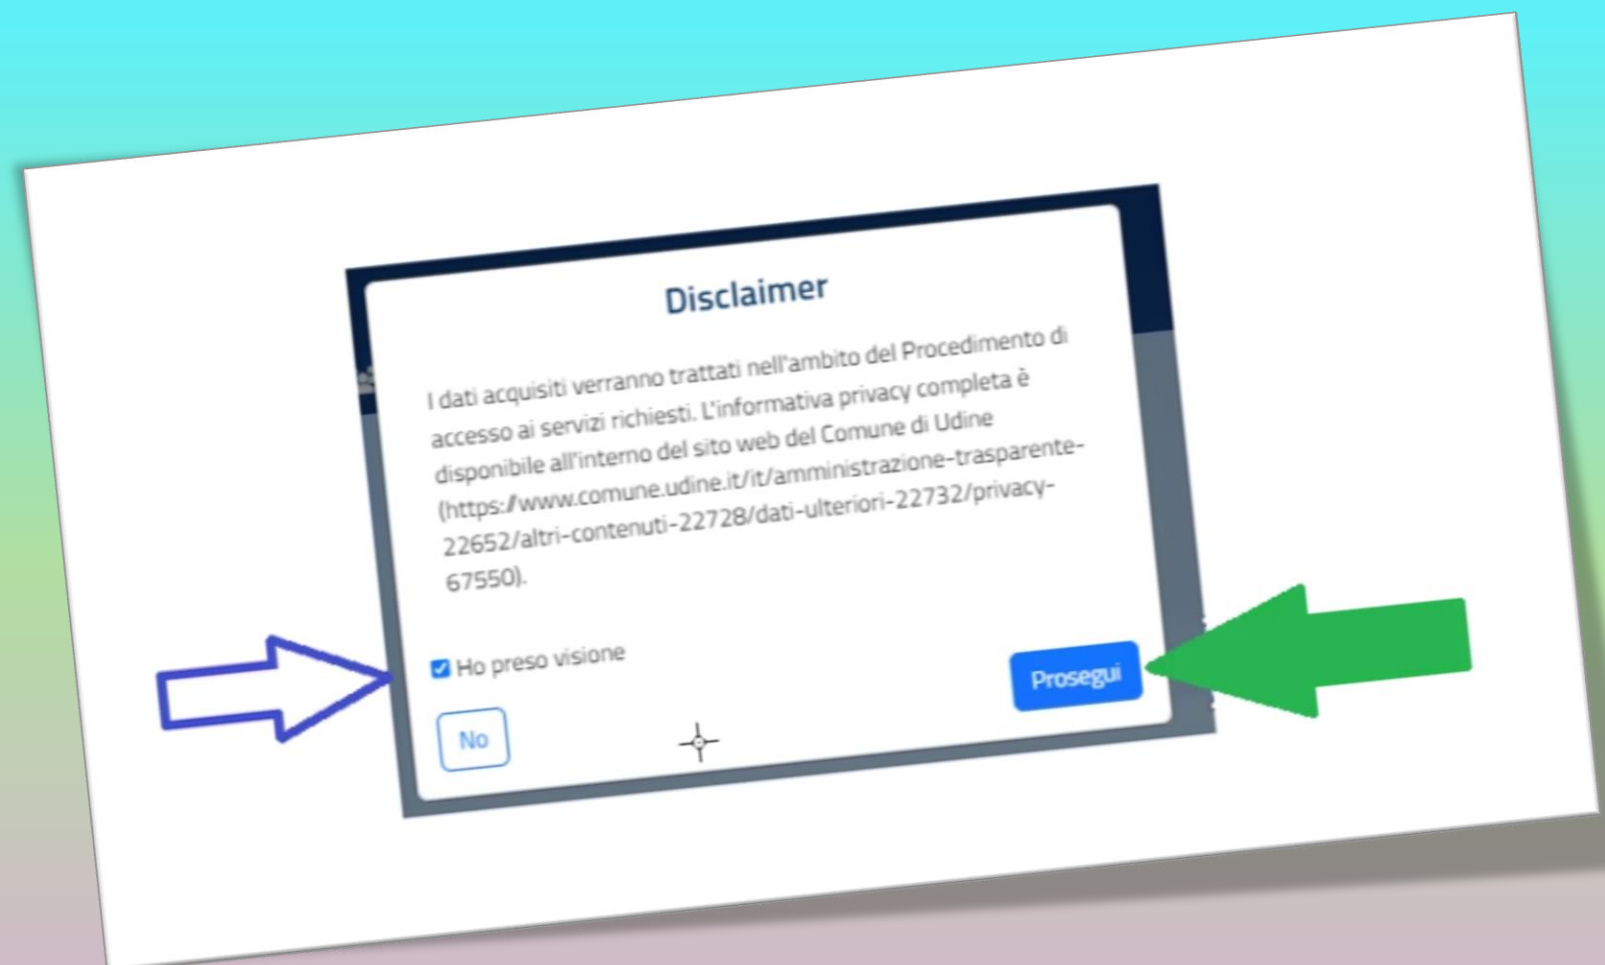 Disclaimer
I dati acquisiti verranno trattati nell'ambito del Procedimento di
accesso ai servizi richiesti. L'informativa privacy completa è
disponibile all'interno del sito web del Comune di Udine
(https://www.comune.udine.it/it/amministrazione-trasparente-
22652/altri-contenuti-22728/dati-ulteriori-22732/privacy-
67550).
Ho preso visione
Prosegui
No